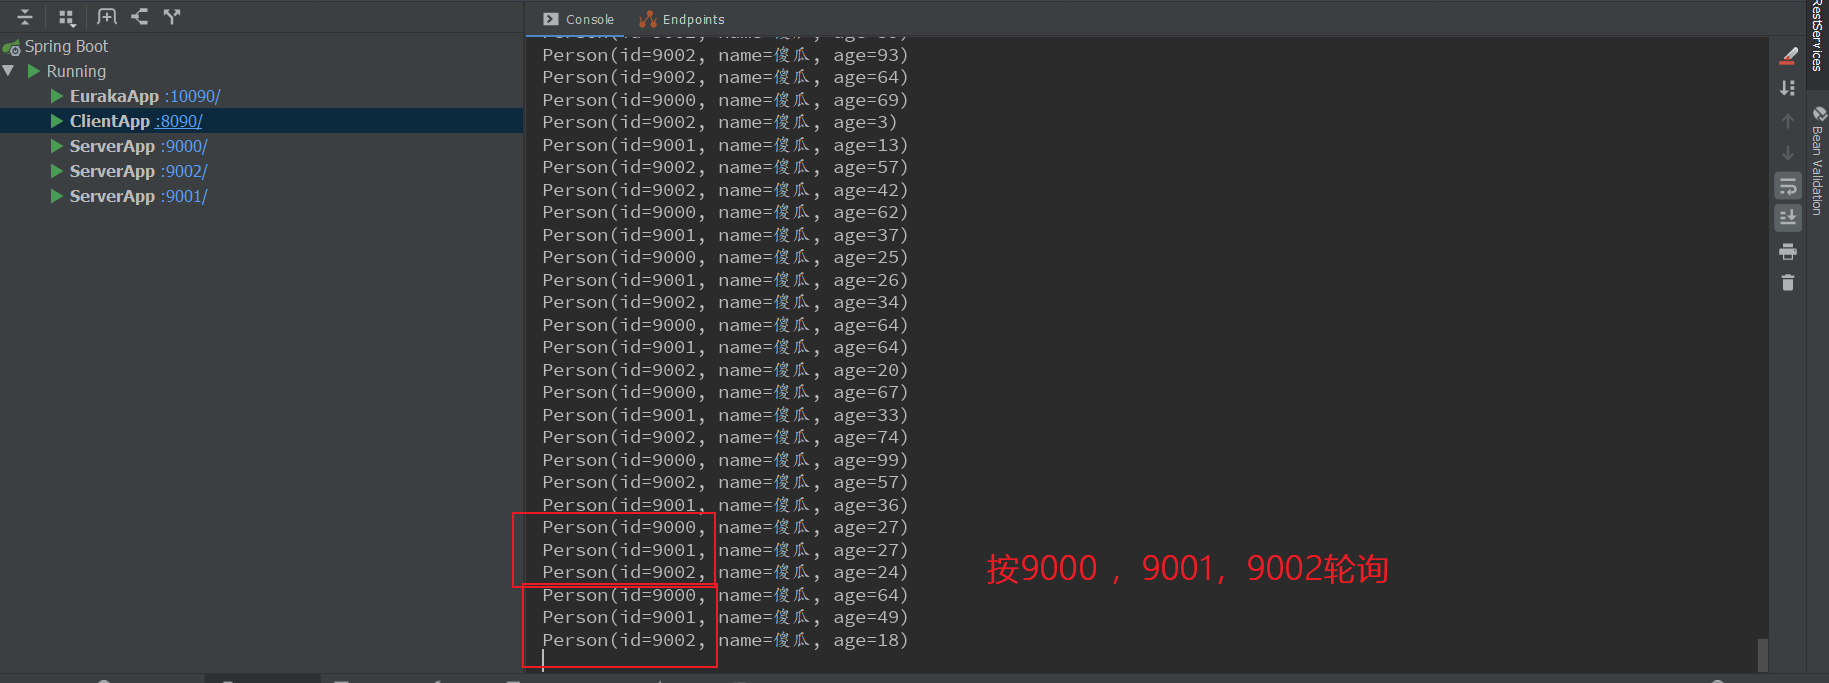 Console
Endpoints
RestServices
Spring Boot
Running
EurakaApp :10090/
ClientApp :8090/
ServerApp :9000/
ServerApp :9002/
ServerApp :9001/
Bean Validation
Person(id=9002, name=傻瓜, age=93)
Person(id=9002, name=傻瓜, age=64)
Person(id=9000, name=傻瓜, age=69)
Person(id=9002, name=傻瓜, age=3)
Person(id=9001, name=傻瓜, age=13)
Person(id=9002, name=傻瓜, age=57)
Person(id=9002, name=傻瓜, age=42)
Person(id=9000, name=傻瓜, age=62)
Person(id=9001, name=傻瓜, age=37)
Person(id=9000, name=傻瓜, age=25)
Person(id=9001, name=傻瓜, age=26)
Person(id=9002, name=傻瓜, age=34)
Person(id=9000, name=傻瓜, age=64)
Person(id=9001, name=傻瓜, age=64)
Person(id=9002, name=傻瓜, age=20)
Person(id=9000, name=傻瓜, age=67)
Person(id=9001, name=傻瓜, age=33)
Person(id=9002, name=傻瓜, age=74)
Person(id=9000, name=傻瓜, age=99)
Person(id=9002, name=傻瓜, age=57)
Person(id=9001, name=傻瓜, age=36)
Person(id=9000, name=傻瓜, age=27)
Person(id=9001, name=傻瓜, age=27)
Person(id=9002, name=傻瓜, age=24)
Person(id=9000, name=傻瓜, age=64)
Person(id=9001, name=傻瓜, age=49)
Person(id=9002, name=傻瓜, age=18)
按9000 ，9001, 9002轮询